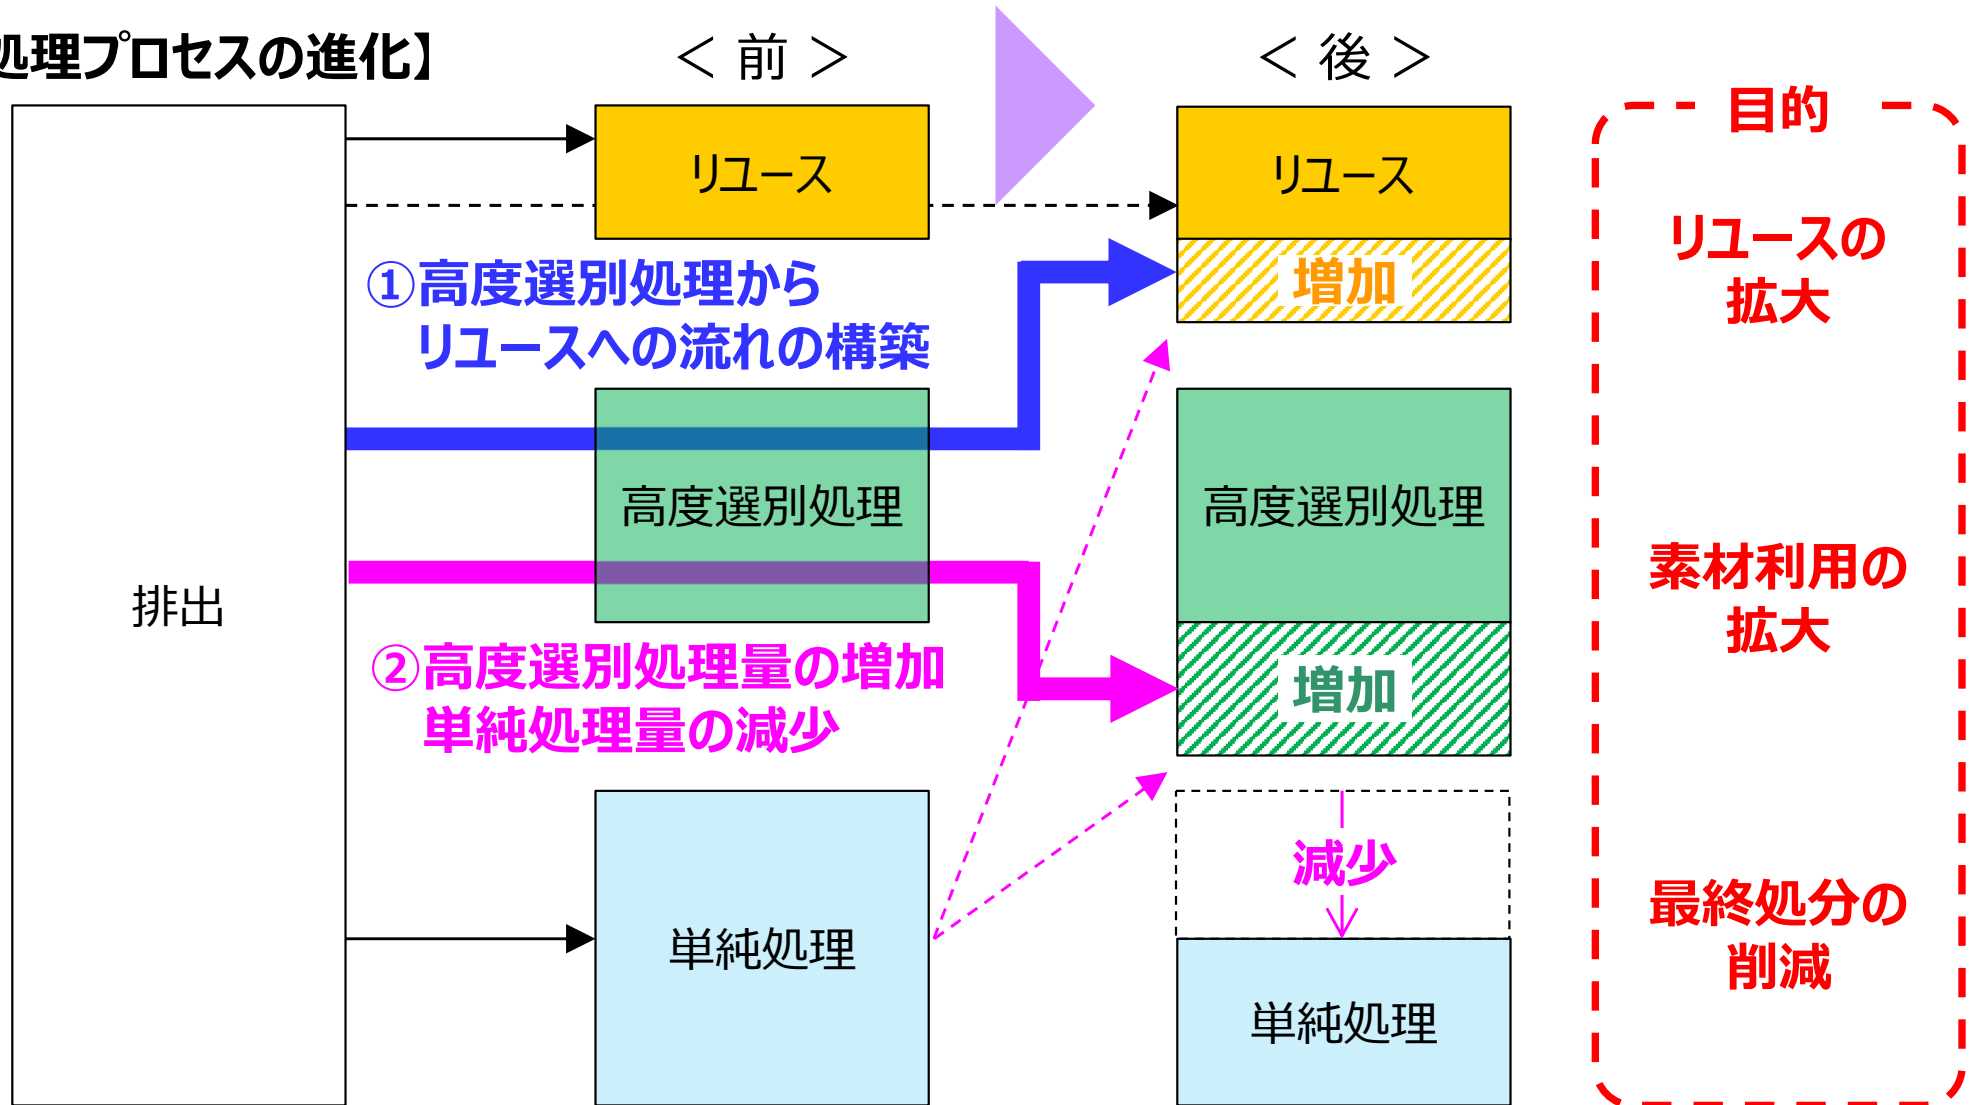 処理プロセスの進化】
＜ 前 ＞
＜ 後 ＞
目的
リユース
リユース
増加
リユースの
拡大
①高度選別処理から
リユースへの流れの構築
高度選別処理
高度選別処理
増加
素材利用の
拡大
排出
②高度選別処理量の増加
単純処理量の減少
減少
単純処理
単純処理
最終処分の
削減